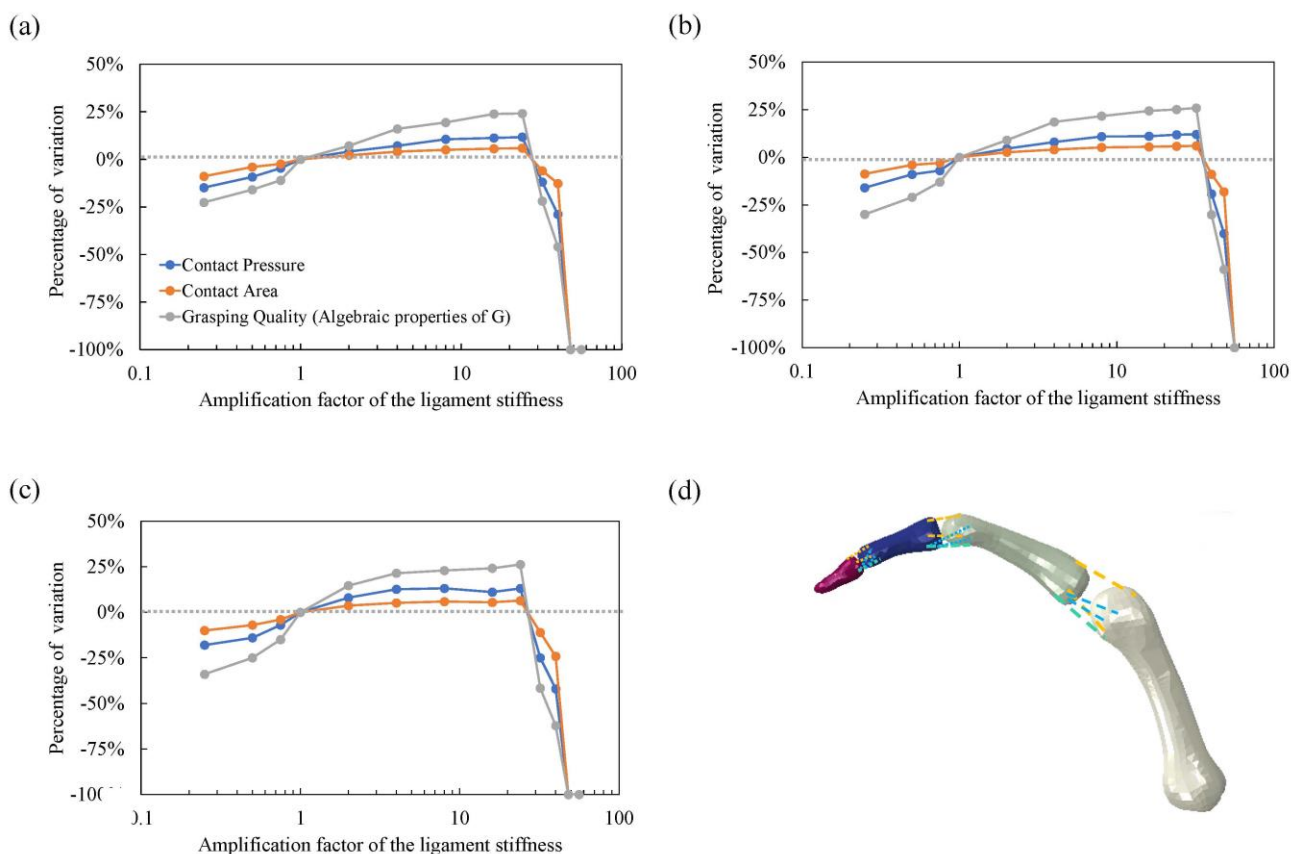 (a)
50%
25%
0%
-25%
-50%
-75%
-100%
Percentage of variation
Contact Pressure
Contact Area
Grasping Quality (Algebraic properties of G)
0.1
1
10
100
Amplification factor of the ligament stiffness
(b)
50%
25%
0%
-25%
-50%
-75%
-100%
Percentage of variation
0.1
1
10
100
Amplification factor of the ligament stiffness
(c)
50%
25%
0%
-25%
-50%
-75%
Percentage of variation
1
10
100
Amplification factor of the ligament stiffness
(d)